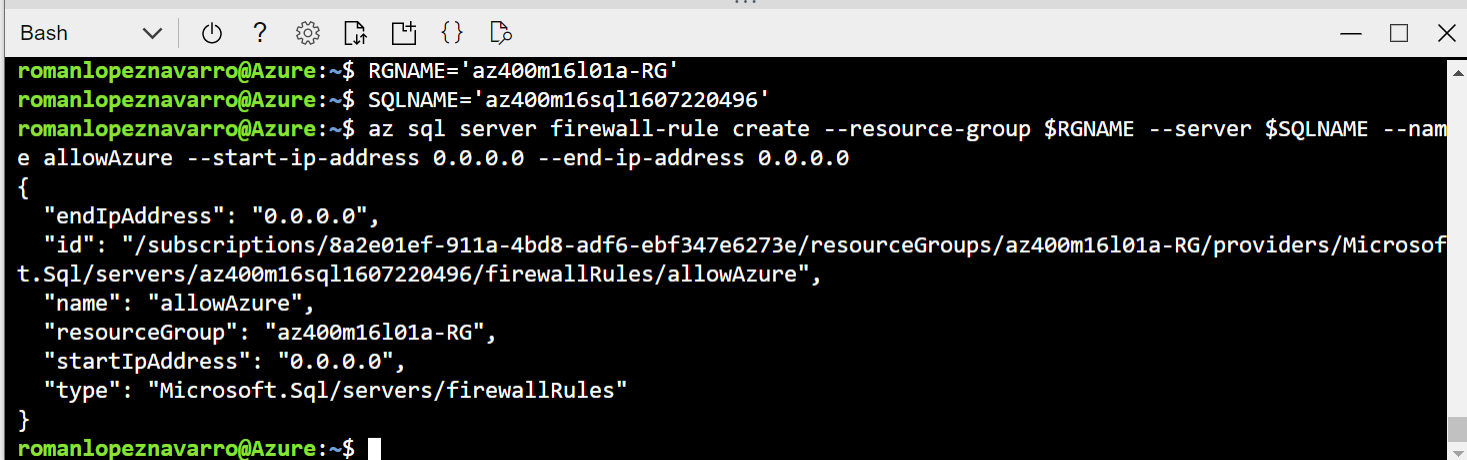 Bash
romanlopeznavarro@Azure:~$ RGNAME='az400m16l01a-RG'
romanlopeznavarro@Azure:~$ SQLNAME='az400m16sql1607220496'
romanlopeznavarro@Azure:~$ az sql server firewall-rule create --resource-group $RGNAME --server $SQLNAME --nam
e allowAzure --start-ip-address 0.0.0.0 --end-ip-address 0.0.0.0
{
  "endIpAddress": "0.0.0.0",
  "id": "/subscriptions/8a2e01ef-911a-4bd8-adf6-ebf347e6273e/resourceGroups/az400m16l01a-RG/providers/Microsof
t.Sql/servers/az400m16sql1607220496/firewallRules/allowAzure",
  "name": "allowAzure",
  "resourceGroup": "az400m16l01a-RG",
  "startIpAddress": "0.0.0.0",
  "type": "Microsoft.Sql/servers/firewallRules"
}
romanlopeznavarro@Azure:~$